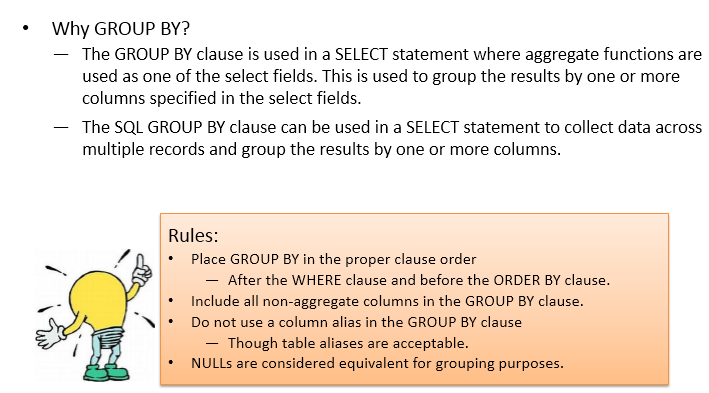 • Why GROUP BY?
— The GROUP BY clause is used in a SELECT statement where aggregate functions are
used as one of the select fields. This is used to group the results by one or more
columns specified in the select fields.
— The SQL GROUP BY clause can be used in a SELECT statement to collect data across
multiple records and group the results by one or more columns.
Rules:
• Place GROUP BY in the proper clause order
— After the WHERE clause and before the ORDER BY clause.
• Include all non-aggregate columns in the GROUP BY clause.
• Do not use a column alias in the GROUP BY clause
— Though table aliases are acceptable.
• NULLs are considered equivalent for grouping purposes.